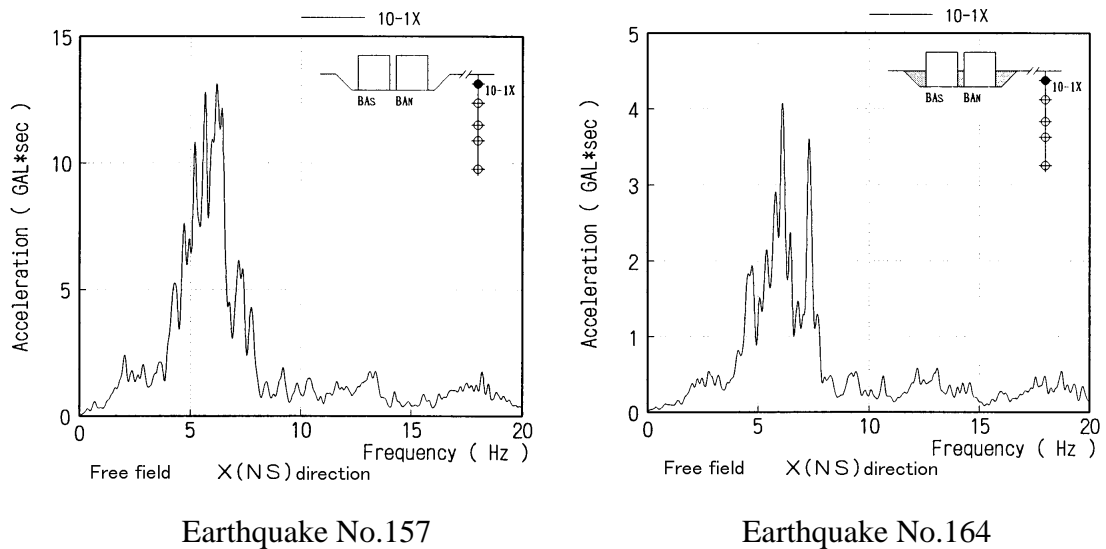 10-1X
15
10
5
0
Acceleration ( GAL*sec )
BAS BAN
10-1X
0 5 10 15 20
Frequency ( Hz )
Free field X(NS)direction
Earthquake No.157
10-1X
5
4
3
2
1
0
Acceleration ( GAL*sec )
BAS BAN
10-1X
0 5 10 15 20
Frequency ( Hz )
Free field X(NS)direction
Earthquake No.164